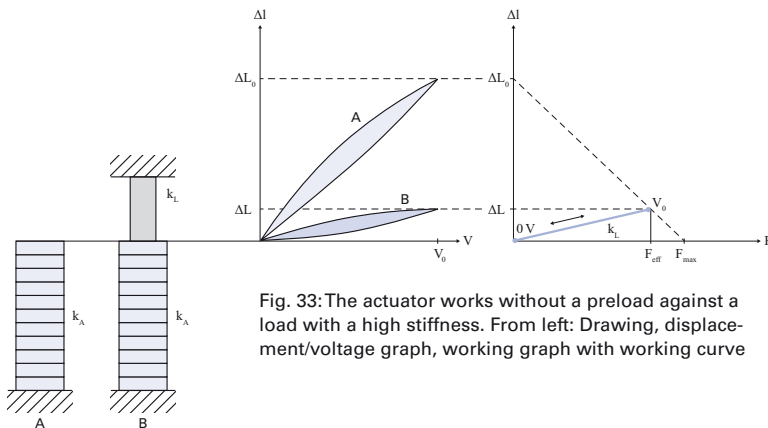 Δl
Δl
ΔL₀
ΔL₀
A
B
k_L
ΔL
ΔL
V₀
0 V
k_L
V
F
V₀
F_eff
F_max
k_A
k_A
A
B
Fig. 33: The actuator works without a preload against a
load with a high stiffness. From left: Drawing, displace-
ment/voltage graph, working graph with working curve